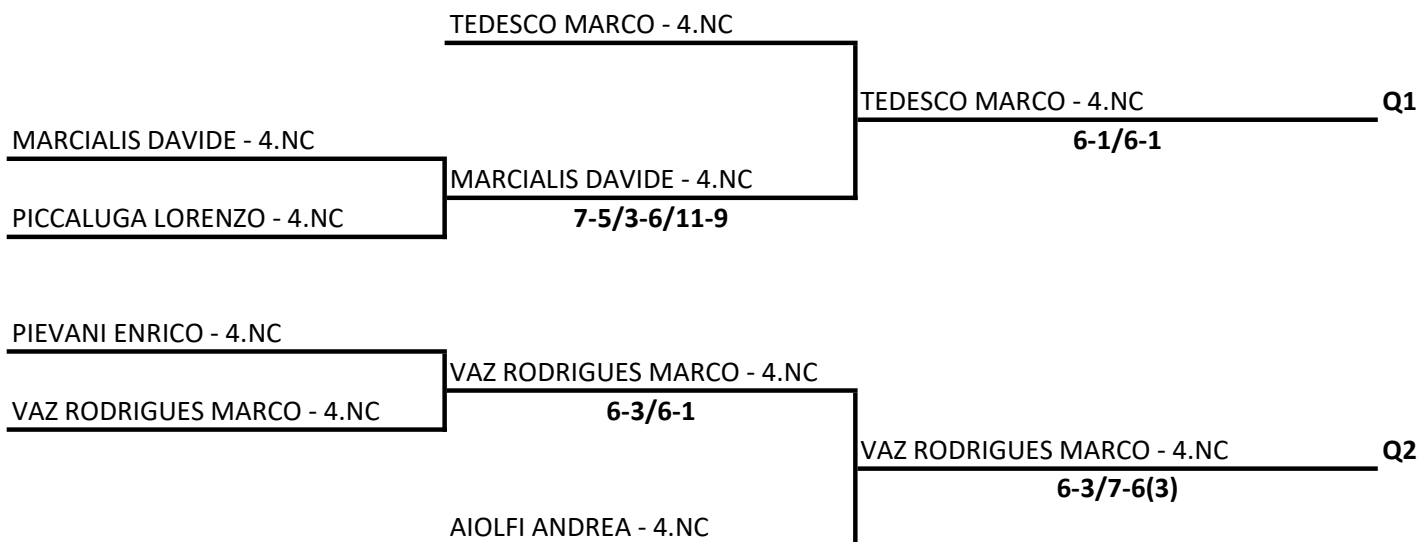 TEDESCO MARCO - 4.NC
TEDESCO MARCO - 4.NC Q1
MARCIALIS DAVIDE - 4.NC 6-1/6-1
MARCIALIS DAVIDE - 4.NC
PICCALUGA LORENZO - 4.NC 7-5/3-6/11-9
PIEVANI ENRICO - 4.NC
VAZ RODRIGUES MARCO - 4.NC
VAZ RODRIGUES MARCO - 4.NC 6-3/6-1
VAZ RODRIGUES MARCO - 4.NC Q2
6-3/7-6(3)
AIOLFI ANDREA - 4.NC